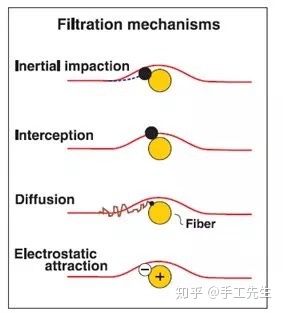 Filtration mechanisms
Inertial impaction
Interception
Diffusion
Fiber
Electrostatic
attraction
−
+
知乎 @手工先生